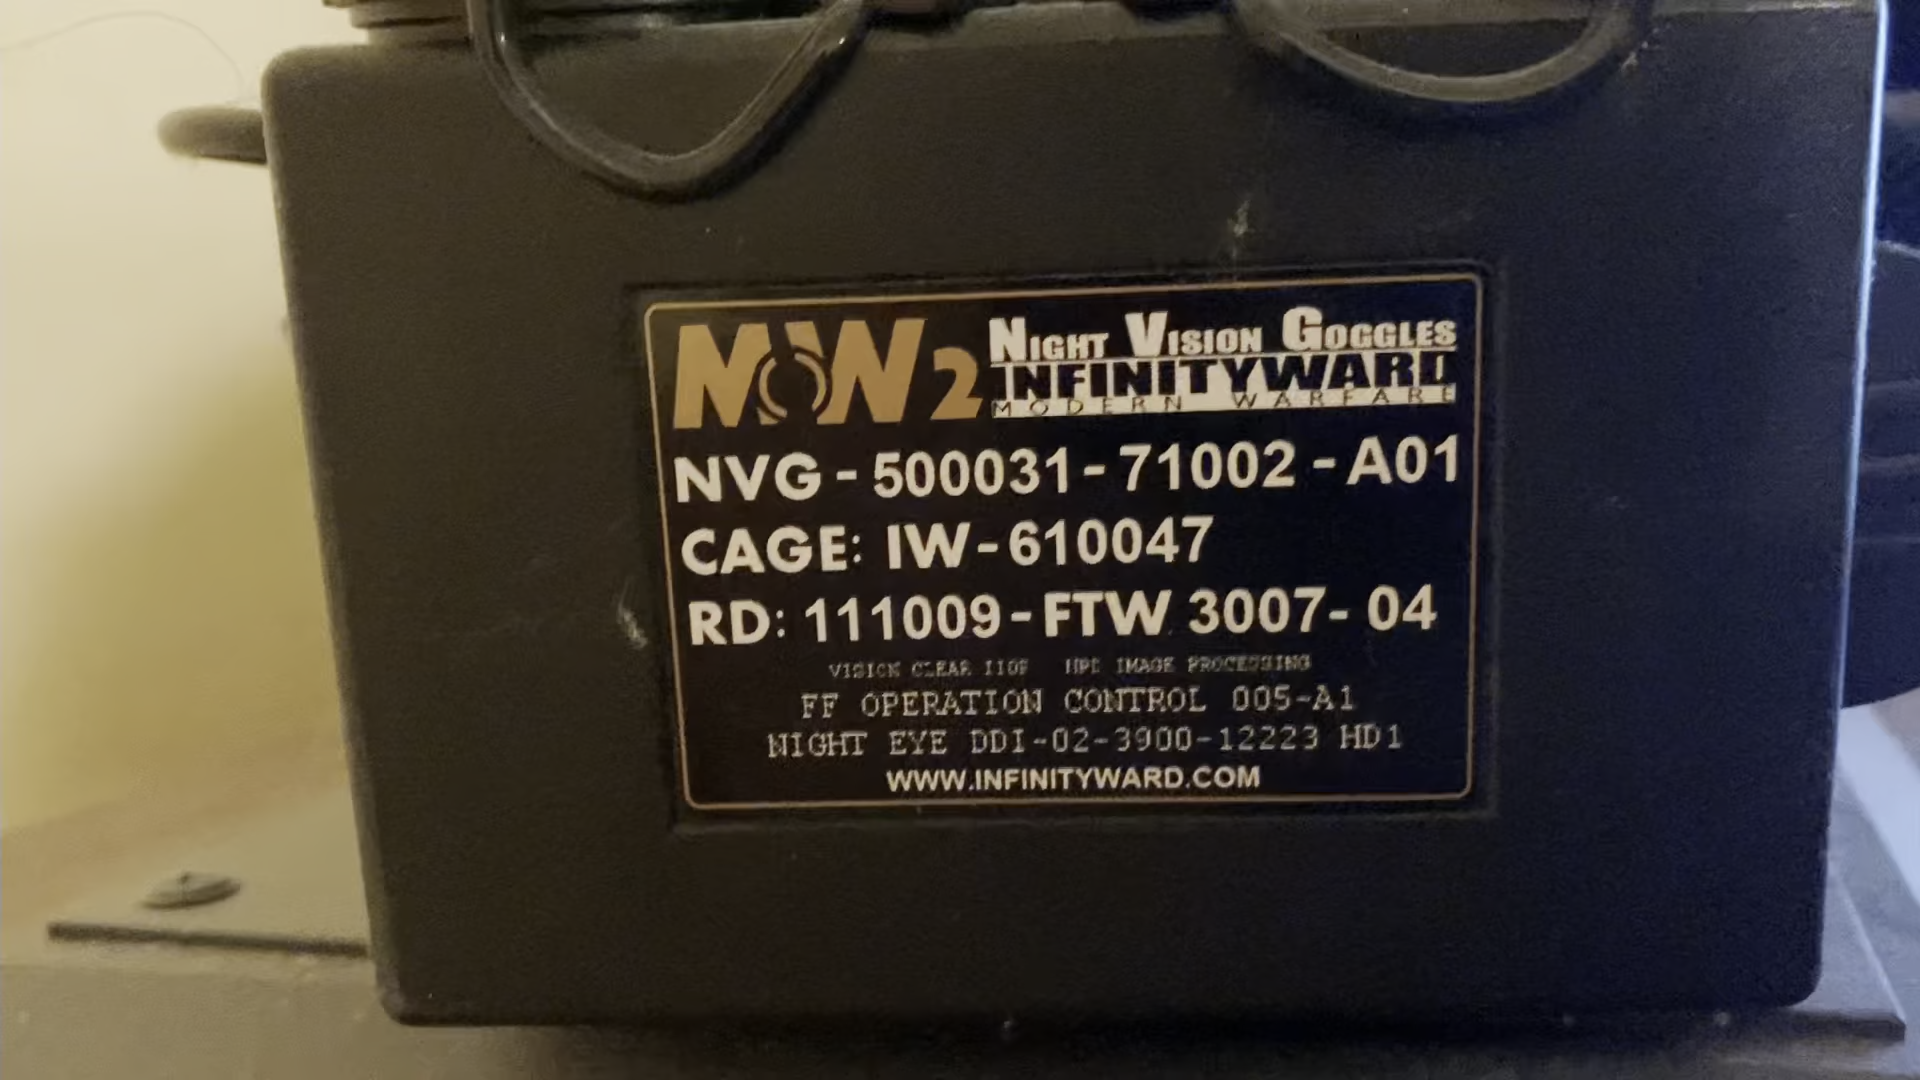 MW2 NIGHT VISION GOGGLES
INFINITYWARD
MODERN WARFARE
NVG-500031-71002-A01
CAGE: IW-610047
RD: 111009-FTW 3007-04
VISION CLEAR IMAGE PROCESSING
FF OPERATION CONTROL 005-A1
NIGHT EYE DDI-02-3900-12223 HD1
WWW.INFINITYWARD.COM